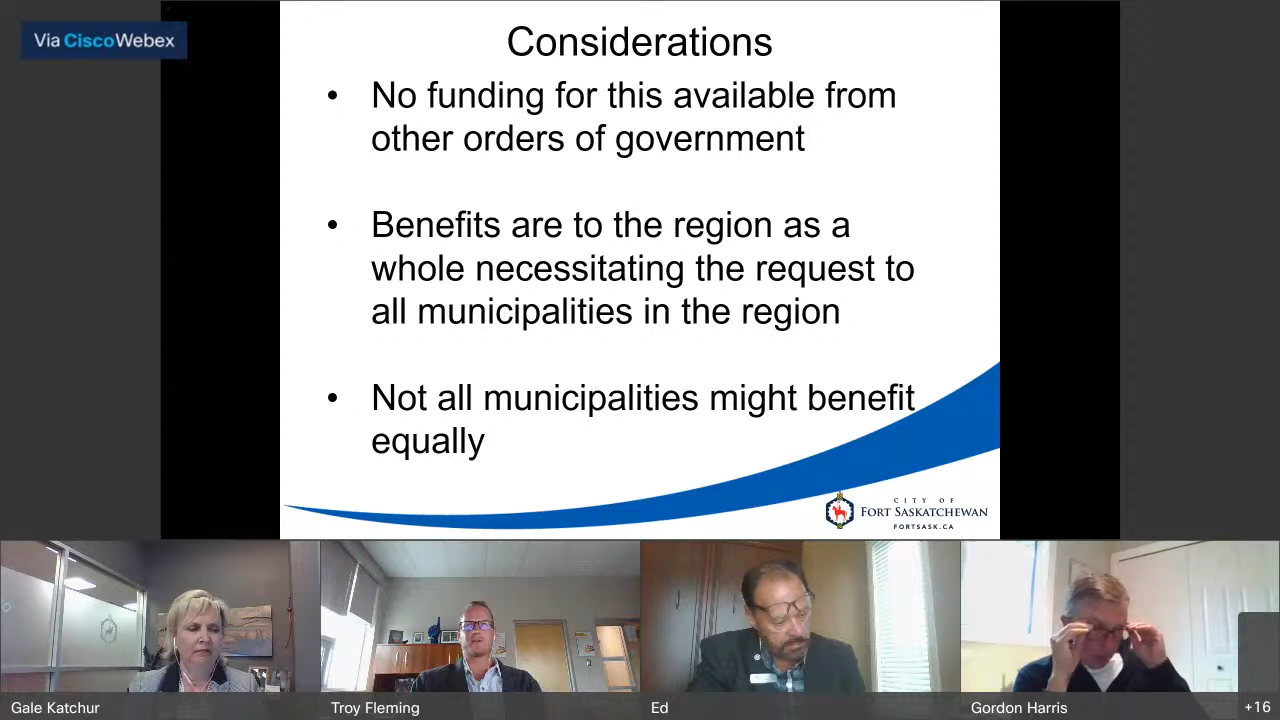 Via Cisco Webex
Considerations
• No funding for this available from
other orders of government
• Benefits are to the region as a
whole necessitating the request to
all municipalities in the region
• Not all municipalities might benefit
equally
CITY OF
FORT SASKATCHEWAN
FORTSASK.CA
Gale Katchur
Troy Fleming
Ed
Gordon Harris
+16